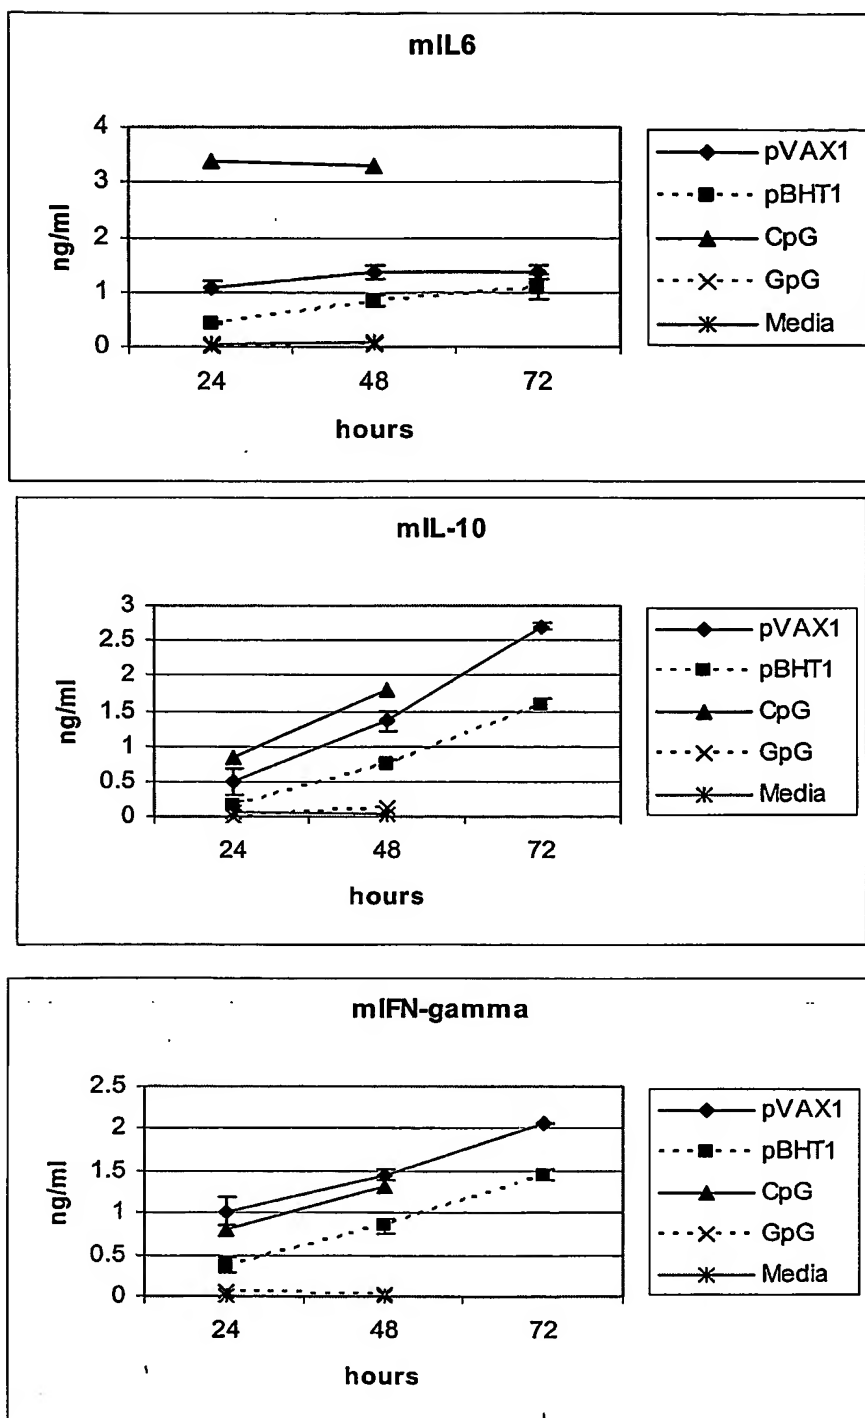 mIL6
4
3
2
1
0
ng/ml
24 48 72
hours
pVAX1
pBHT1
CpG
GpG
Media
mIL-10
3
2.5
2
1.5
1
0.5
0
ng/ml
24 48 72
hours
pVAX1
pBHT1
CpG
GpG
Media
mIFN-gamma
2.5
2
1.5
1
0.5
0
ng/ml
24 48 72
hours
pVAX1
pBHT1
CpG
GpG
Media